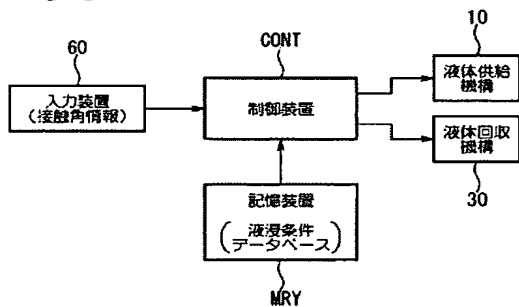 60
入力装置
(接触角情報)
CONT
制御装置
10
液体供給
機構
液体回収
機構
30
記憶装置
(液浸条件
データベース)
MRY